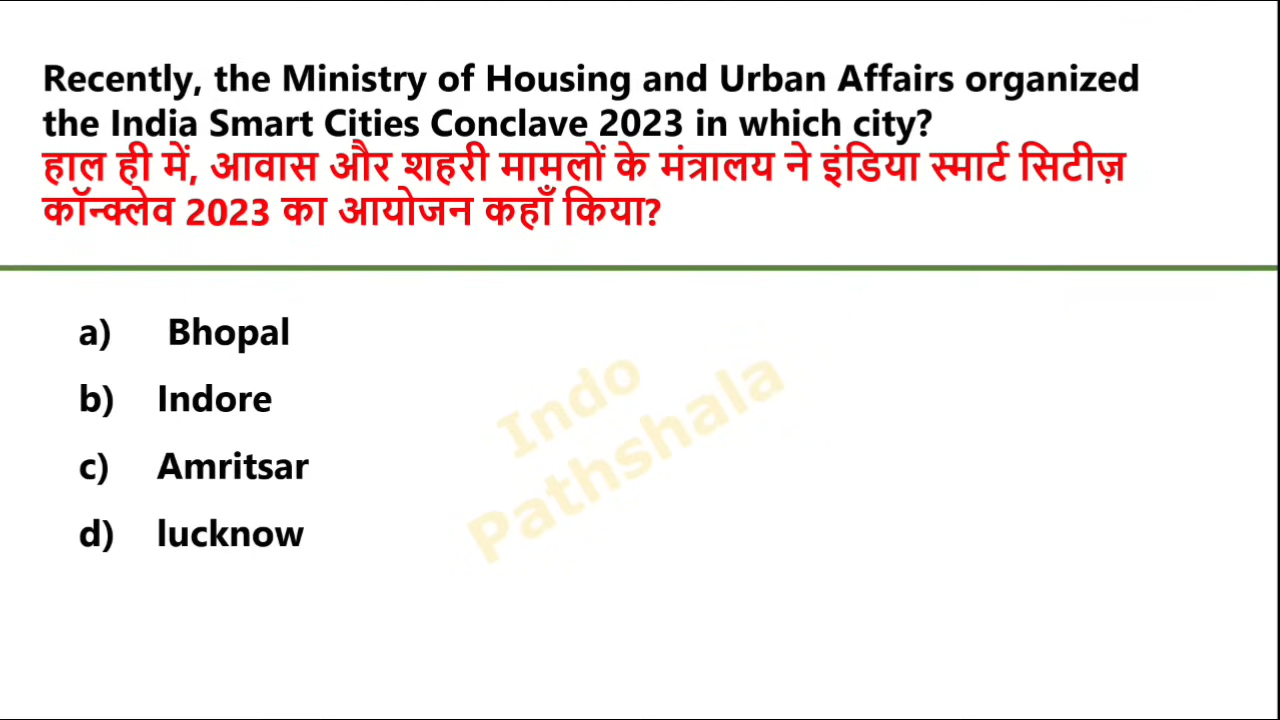 Recently, the Ministry of Housing and Urban Affairs organized
the India Smart Cities Conclave 2023 in which city?
हाल ही में, आवास और शहरी मामलों के मंत्रालय ने इंडिया स्मार्ट सिटीज़
कॉन्क्लेव 2023 का आयोजन कहाँ किया?
a) Bhopal
b) Indore
c) Amritsar
d) lucknow
Indo
Pathshala